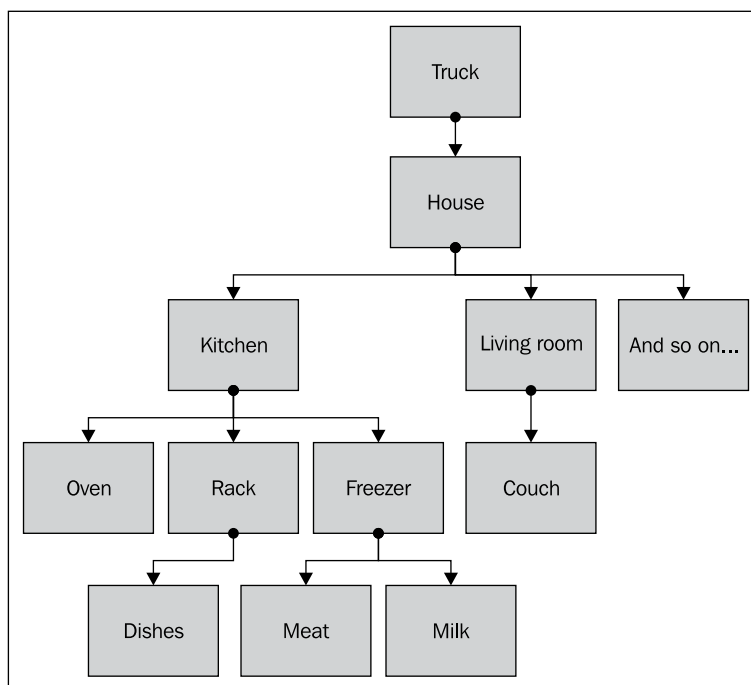 Truck
House
Kitchen
Living room
And so on...
Oven
Rack
Freezer
Couch
Dishes
Meat
Milk